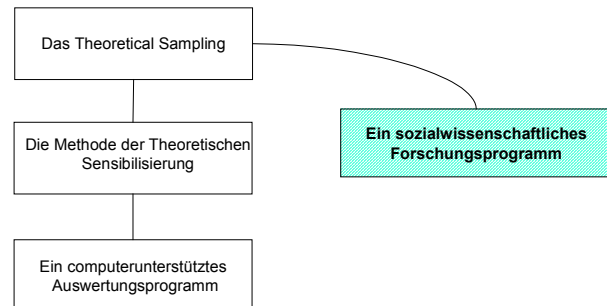 Das Theoretical Sampling
Die Methode der Theoretischen
Sensibilisierung
Ein sozialwissenschaftliches
Forschungsprogramm
Ein computerunterstütztes
Auswertungsprogramm